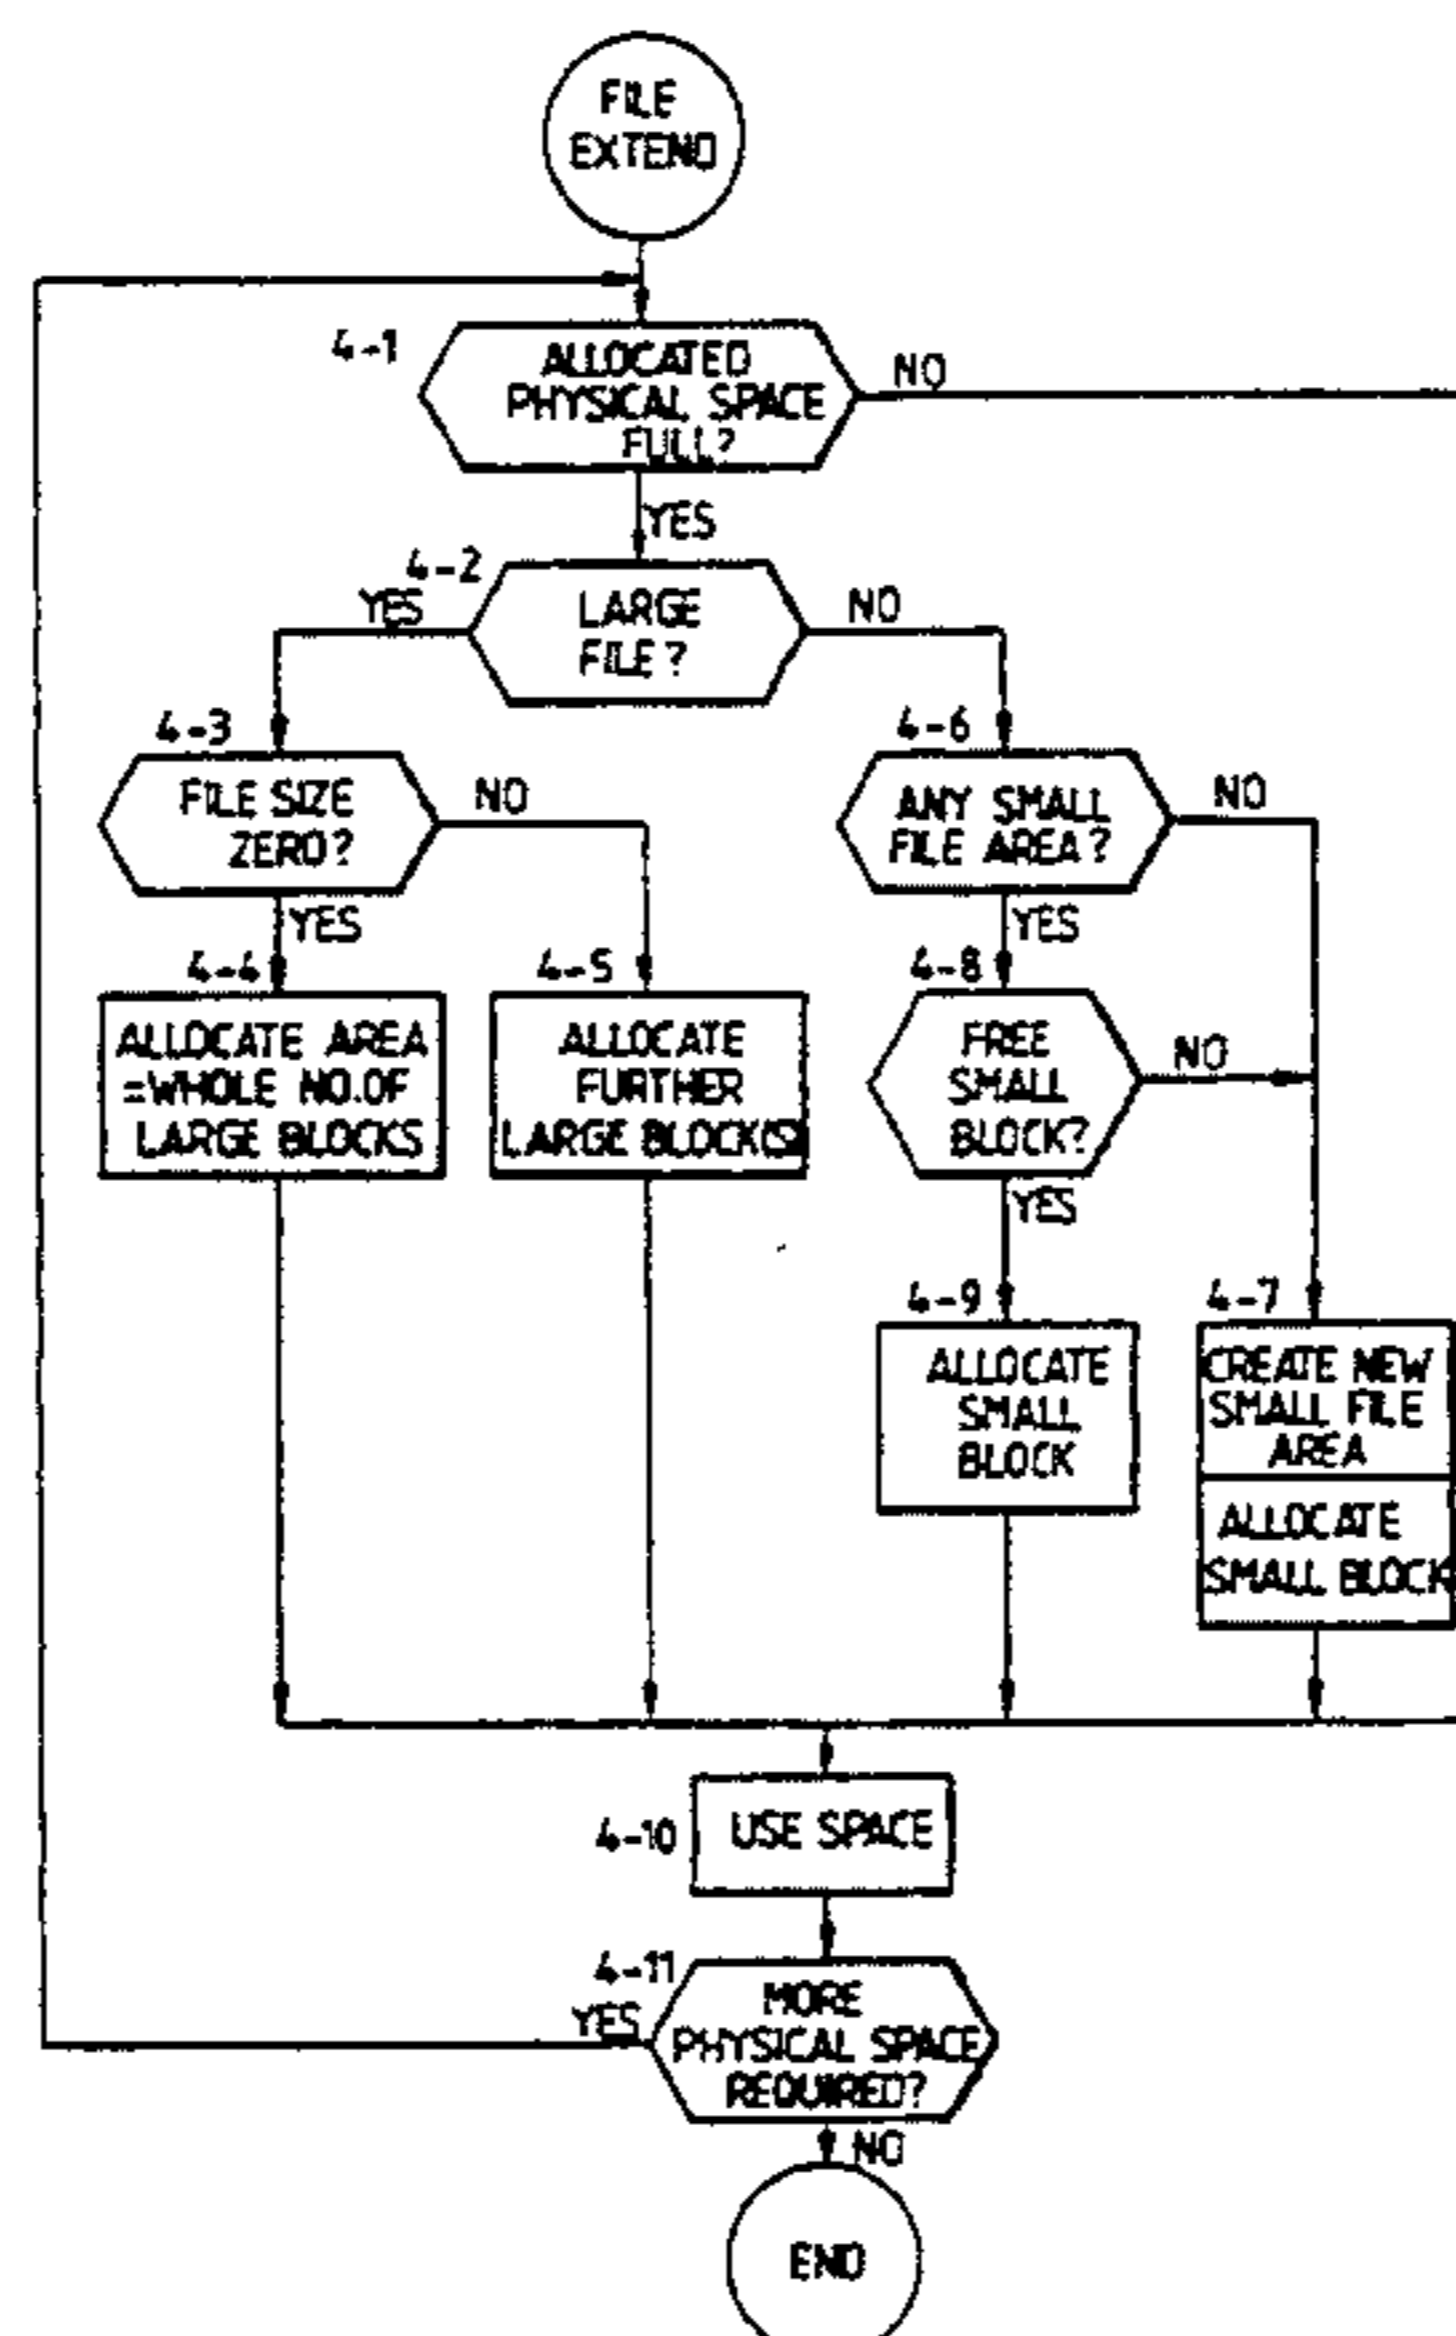 FILE
EXTEND
4-1
ALLOCATED
PHYSICAL SPACE
FULL?
NO
YES
4-2
YES
LARGE
FILE?
NO
4-3
FILE SIZE
ZERO?
NO
YES
4-6
ANY SMALL
FILE AREA?
NO
YES
4-4
ALLOCATE AREA
=WHOLE NO.OF
LARGE BLOCKS
4-5
ALLOCATE
FURTHER
LARGE BLOCK(S)
4-8
FREE
SMALL
BLOCK?
NO
YES
4-9
ALLOCATE
SMALL
BLOCK
4-7
CREATE NEW
SMALL FILE
AREA
ALLOCATE
SMALL BLOCK
4-10
USE SPACE
4-11
YES
MORE
PHYSICAL SPACE
REQUIRED?
NO
END